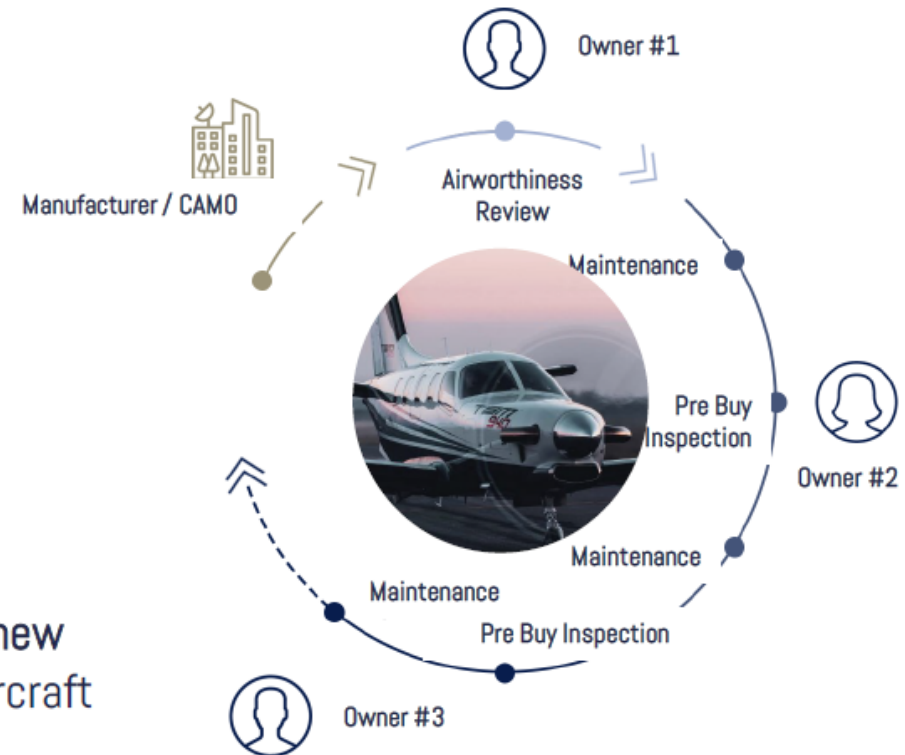 Owner #1
Manufacturer / CAMO
Airworthiness
Review
Maintenance
Pre Buy
Inspection
Owner #2
Maintenance
Maintenance
Pre Buy Inspection
new
Owner #3